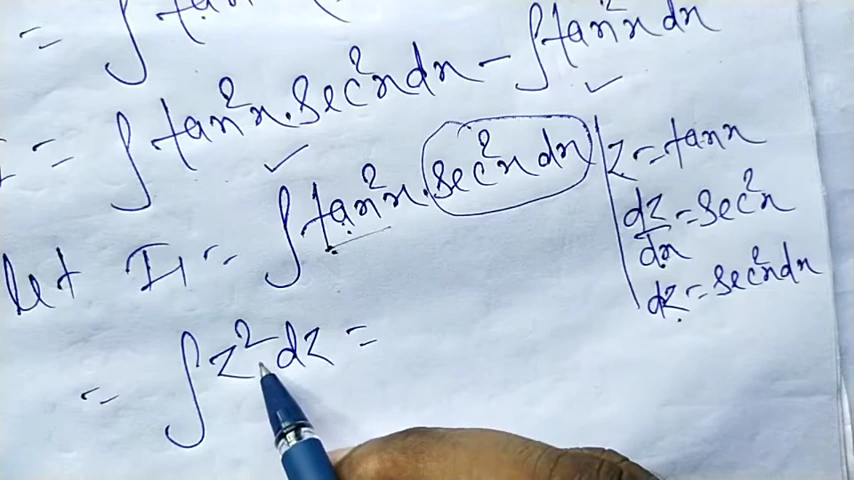 = ∫ tan
I = ∫ tan²x . sec²x dx − ∫ tan²x dx
let I₁ = ∫ tan²x . sec²x dx
z = tanx
dz/dx = sec²x
dz = sec²x dx
= ∫ z² dz =